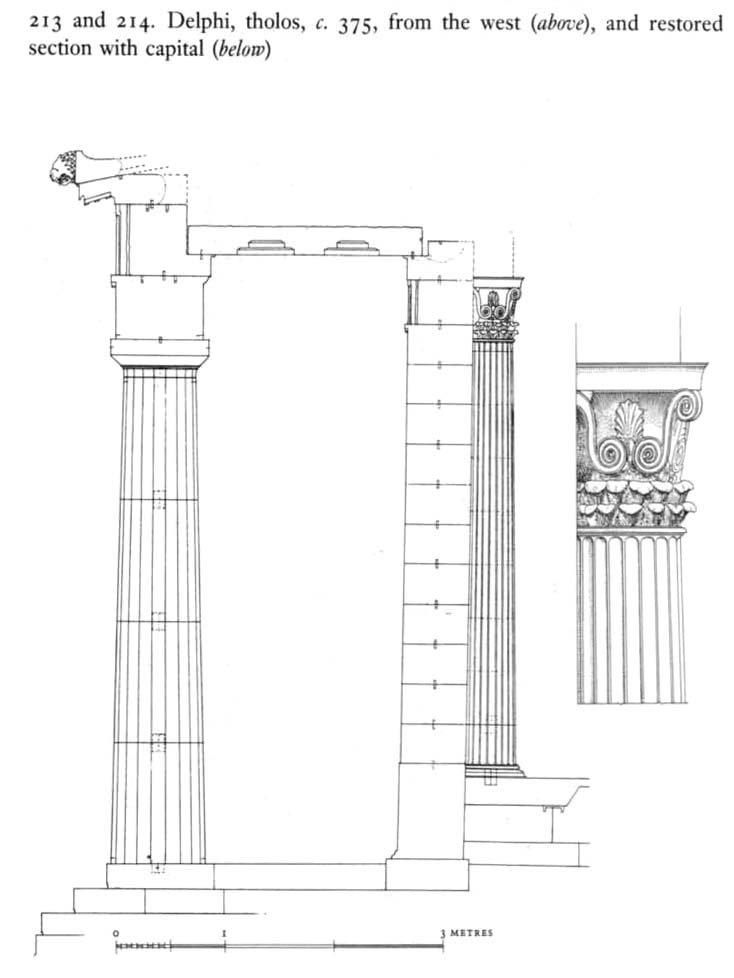 213 and 214. Delphi, tholos, c. 375, from the west (above), and restored
section with capital (below)
0 1 3 METRES